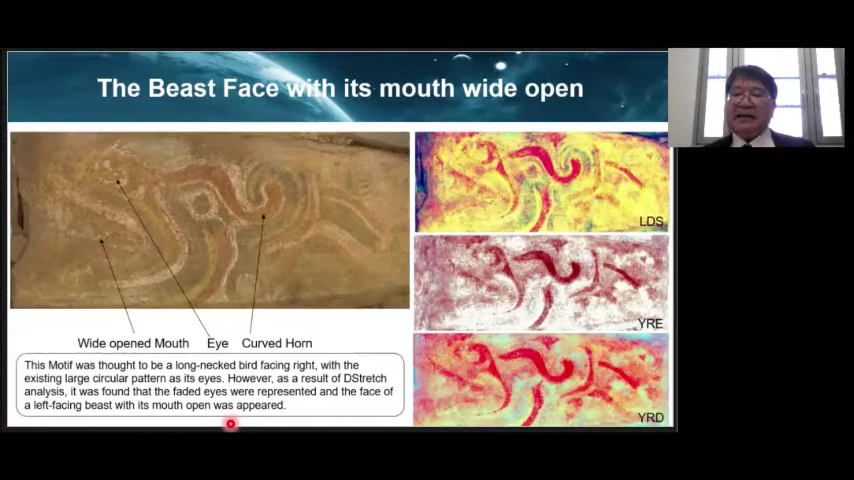 The Beast Face with its mouth wide open
LDS
YRE
YRD
Wide opened Mouth Eye Curved Horn
This Motif was thought to be a long-necked bird facing right, with the
existing large circular pattern as its eyes. However, as a result of DStretch
analysis, it was found that the faded eyes were represented and the face of
a left-facing beast with its mouth open was appeared.